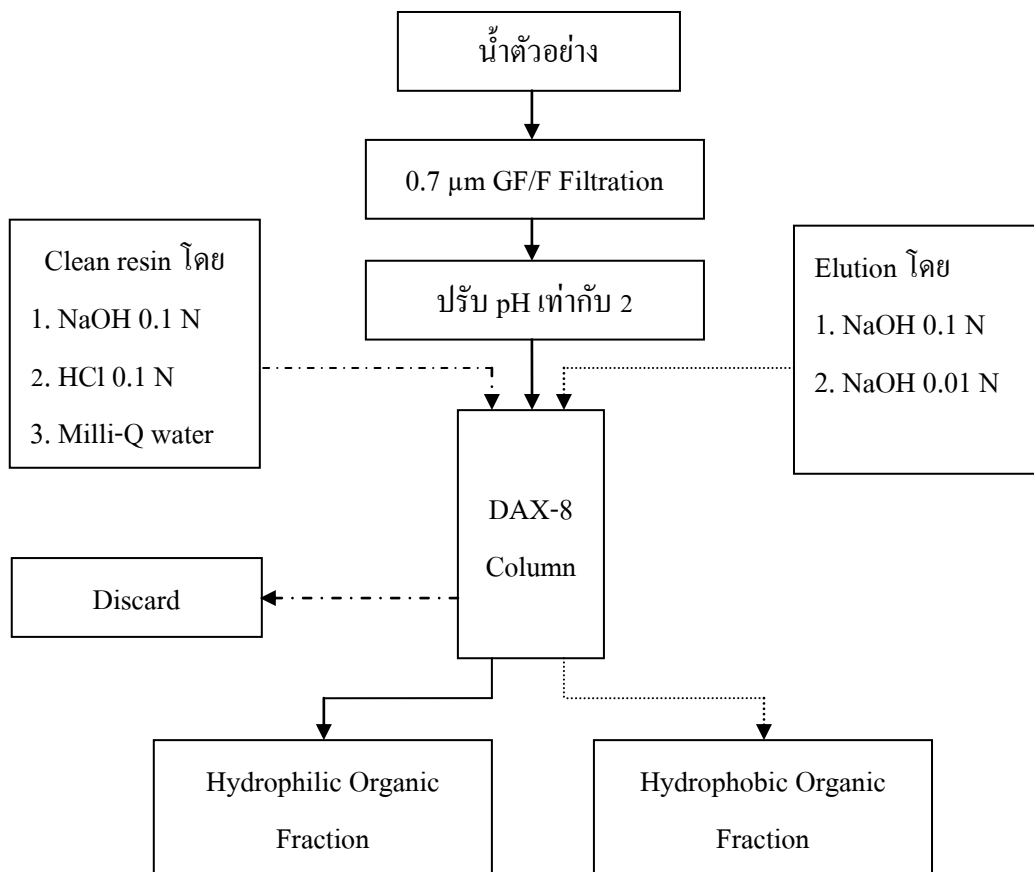 น้ำตัวอย่าง
0.7 µm GF/F Filtration
Clean resin โดย
1. NaOH 0.1 N
2. HCl 0.1 N
3. Milli-Q water
ปรับ pH เท่ากับ 2
Elution โดย
1. NaOH 0.1 N
2. NaOH 0.01 N
DAX-8
Column
Discard
Hydrophilic Organic
Fraction
Hydrophobic Organic
Fraction